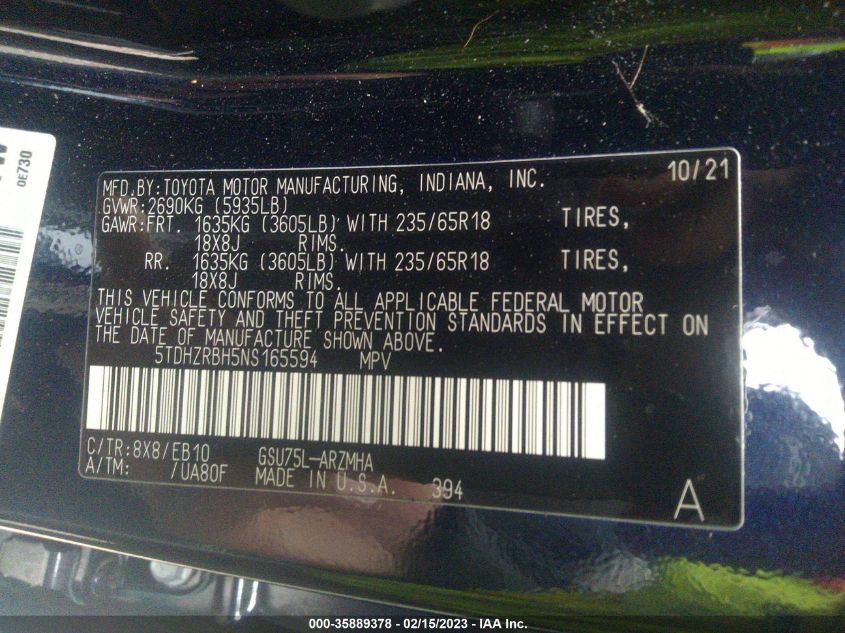 0E730
MFD.BY:TOYOTA MOTOR MANUFACTURING, INDIANA, INC. 10/21
GVWR:2690KG (5935LB)
GAWR:FRT. 1635KG (3605LB) WITH 235/65R18 TIRES,
18X8J RIMS.
RR. 1635KG (3605LB) WITH 235/65R18 TIRES,
18X8J RIMS.
THIS VEHICLE CONFORMS TO ALL APPLICABLE FEDERAL MOTOR
VEHICLE SAFETY AND THEFT PREVENTION STANDARDS IN EFFECT ON
THE DATE OF MANUFACTURE SHOWN ABOVE.
5TDHZRBH5NS165594 MPV
C/TR:8X8/EB10 GSU75L-ARZMHA
A/TM: /UA80F MADE IN U.S.A. 394
A
000-35889378 - 02/15/2023 - IAA Inc.